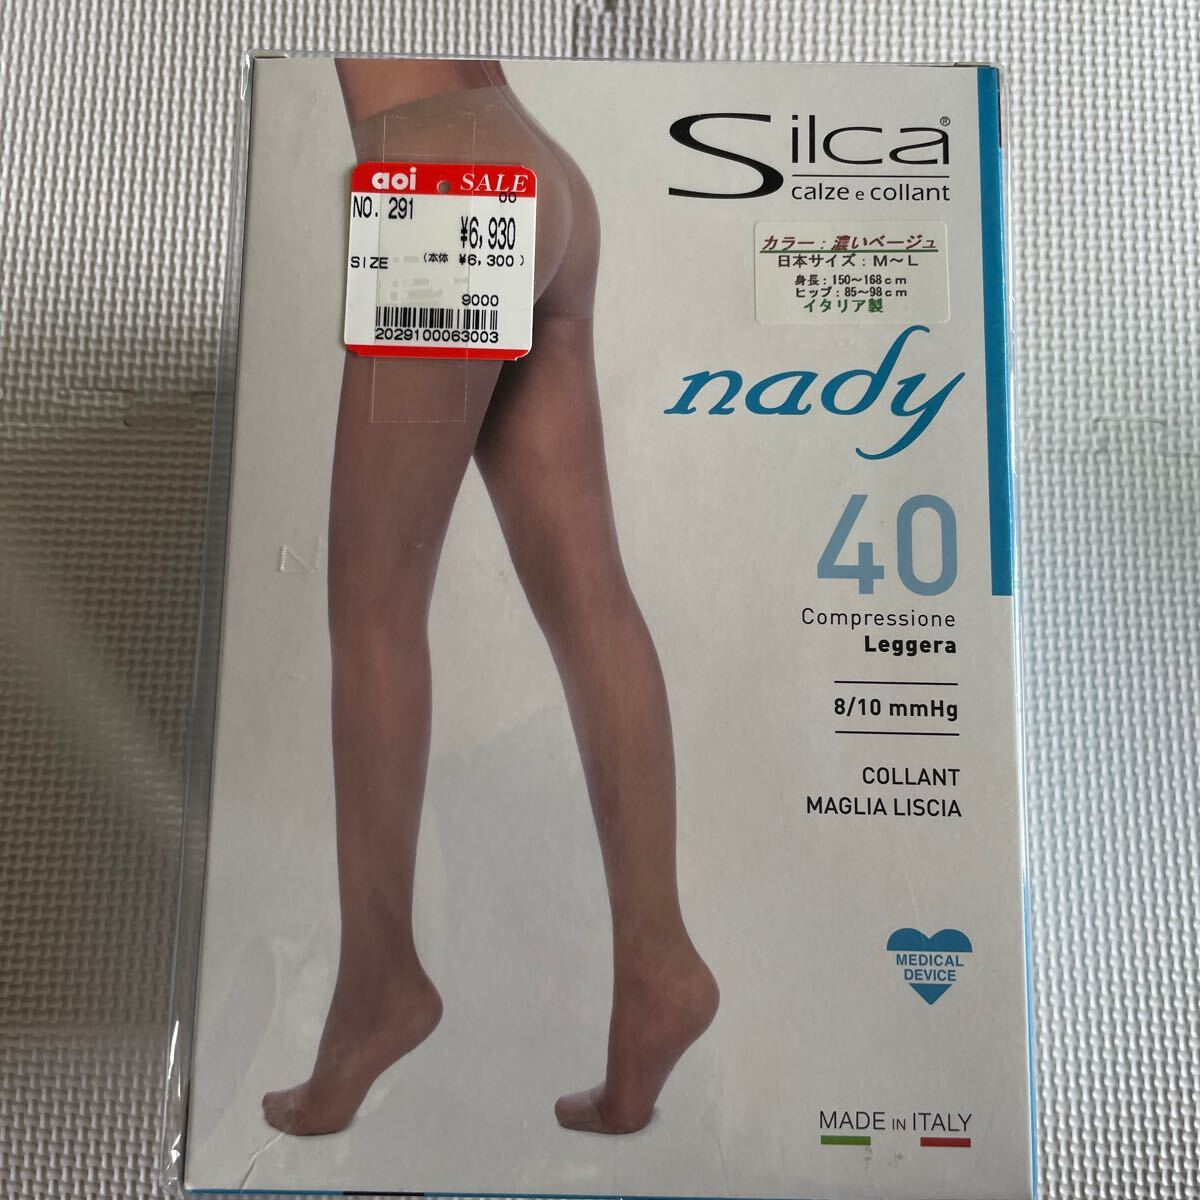 Silca®
calze e collant
aoi SALE
00
NO. 291
¥6,930
SIZE (本体 ¥6,300)
9000
2029100063003
カラー：濃いベージュ
日本サイズ：M～L
身長：150～168cm
ヒップ：85～98cm
イタリア製
nady
40
Compressione
Leggera
8/10 mmHg
COLLANT
MAGLIA LISCIA
MEDICAL
DEVICE
MADE IN ITALY